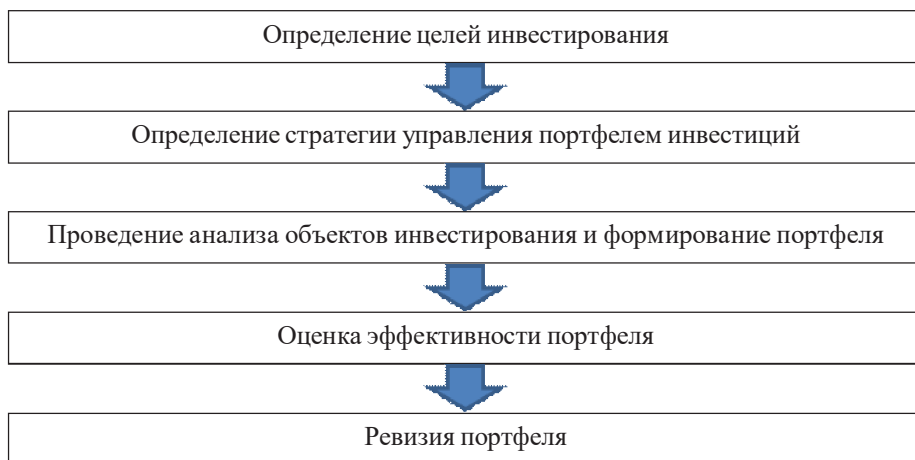 Определение целей инвестирования
Определение стратегии управления портфелем инвестиций
Проведение анализа объектов инвестирования и формирование портфеля
Оценка эффективности портфеля
Ревизия портфеля